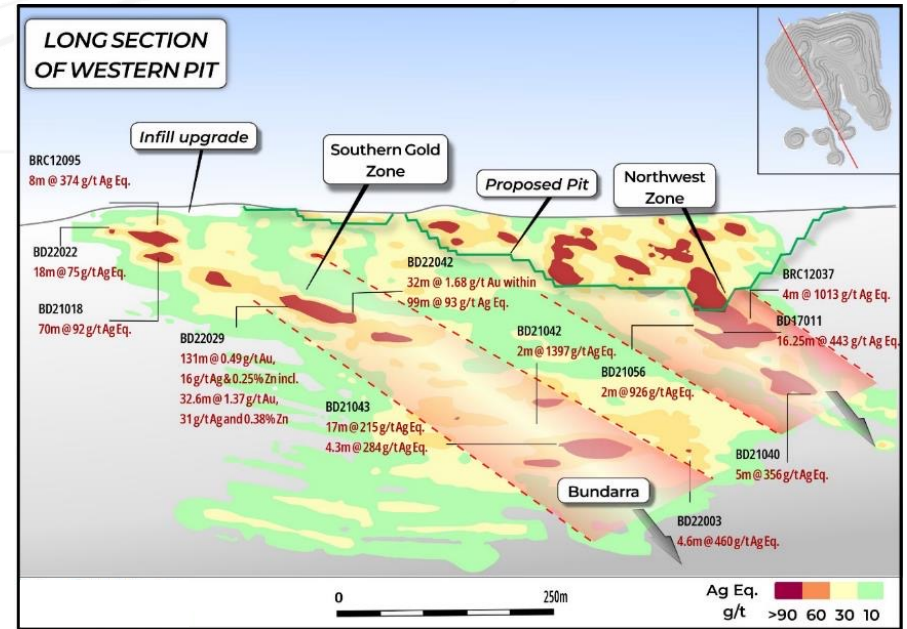 LONG SECTION
OF WESTERN PIT
Infill upgrade
Southern Gold
Zone
Proposed Pit
Northwest
Zone
BRC12095
8m @ 374 g/t Ag Eq.
BD22022
18m @ 75 g/t Ag Eq.
BD21018
70m @ 92 g/t Ag Eq.
BD22029
131m @ 0.49 g/t Au,
16 g/t Ag & 0.25% Zn incl.
32.6m @ 1.37 g/t Au,
31 g/t Ag and 0.38% Zn
BD22042
32m @ 1.68 g/t Au within
99m @ 93 g/t Ag Eq.
BD21042
2m @ 1397 g/t Ag Eq.
BD21043
17m @ 215 g/t Ag Eq.
4.3m @ 284 g/t Ag Eq.
BD21056
2m @ 926 g/t Ag Eq.
BRC12037
4m @ 1013 g/t Ag Eq.
BD17011
16.25m @ 443 g/t Ag Eq.
BD21040
5m @ 356 g/t Ag Eq.
Bundarra
BD22003
4.6m @ 460 g/t Ag Eq.
0 250m
Ag Eq.
g/t >90 60 30 10